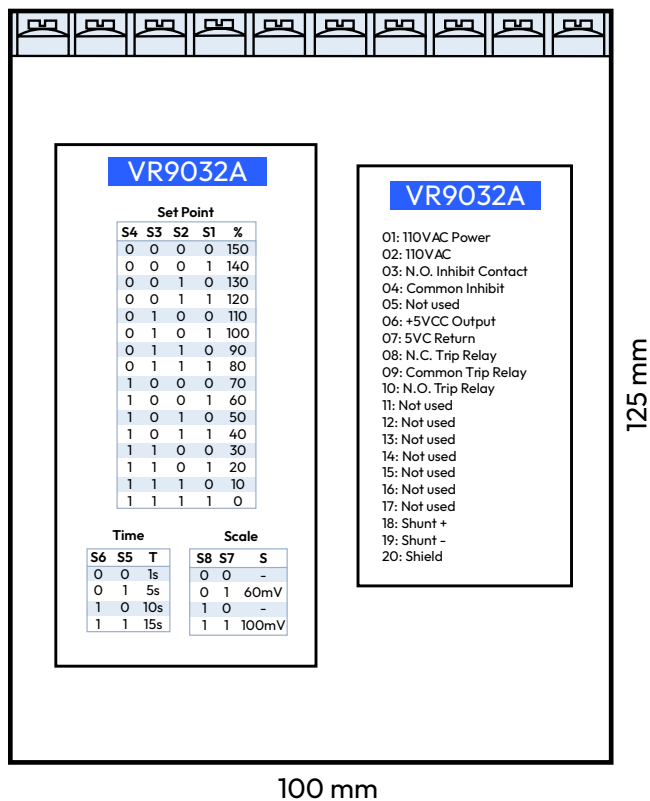 VR9032A
Set Point
S4 S3 S2 S1 %
0 0 0 0 150
0 0 0 1 140
0 0 1 0 130
0 0 1 1 120
0 1 0 0 110
0 1 0 1 100
0 1 1 0 90
0 1 1 1 80
1 0 0 0 70
1 0 0 1 60
1 0 1 0 50
1 0 1 1 40
1 1 0 0 30
1 1 0 1 20
1 1 1 0 10
1 1 1 1 0
Time
S6 S5 T
0 0 1s
0 1 5s
1 0 10s
1 1 15s
Scale
S8 S7 S
0 0 -
0 1 60mV
1 0 -
1 1 100mV
VR9032A
01: 110VAC Power
02: 110VAC
03: N.O. Inhibit Contact
04: Common Inhibit
05: Not used
06: +5VCC Output
07: 5VC Return
08: N.C. Trip Relay
09: Common Trip Relay
10: N.O. Trip Relay
11: Not used
12: Not used
13: Not used
14: Not used
15: Not used
16: Not used
17: Not used
18: Shunt +
19: Shunt -
20: Shield
125 mm
100 mm